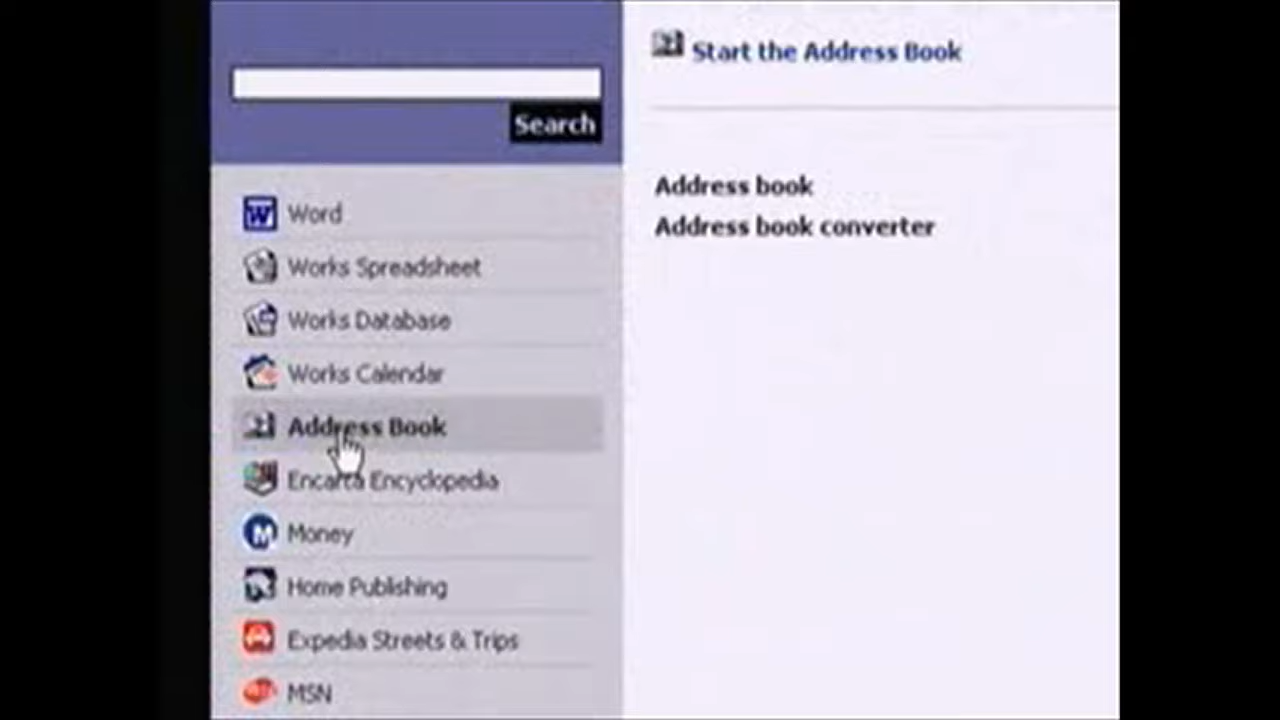 Search
Word
Works Spreadsheet
Works Database
Works Calendar
Address Book
Encarta Encyclopedia
Money
Home Publishing
Expedia Streets & Trips
MSN
Start the Address Book
Address book
Address book converter